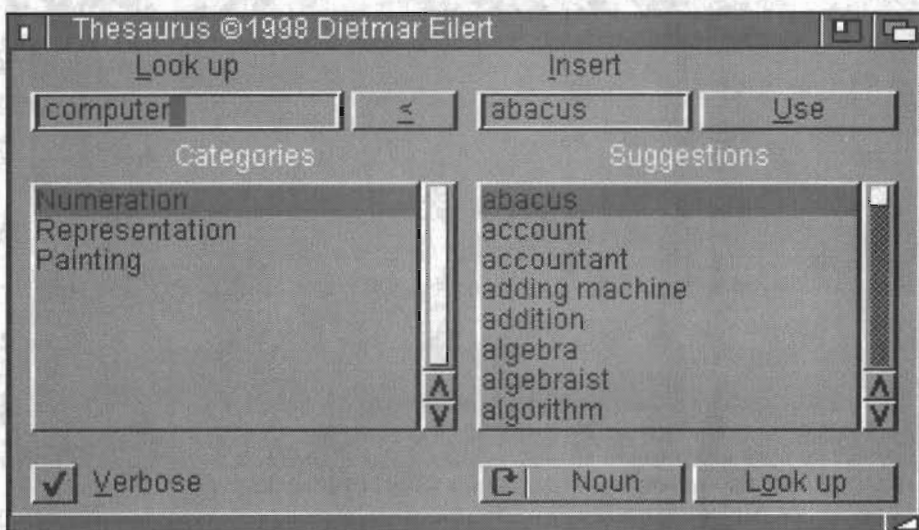 Thesaurus ©1998 Dietmar Eilert
Look up Insert
computer < abacus Use
Categories Suggestions
Numeration abacus
Representation account
Painting accountant
adding machine
addition
algebra
algebraist
algorithm
Verbose Noun Look up